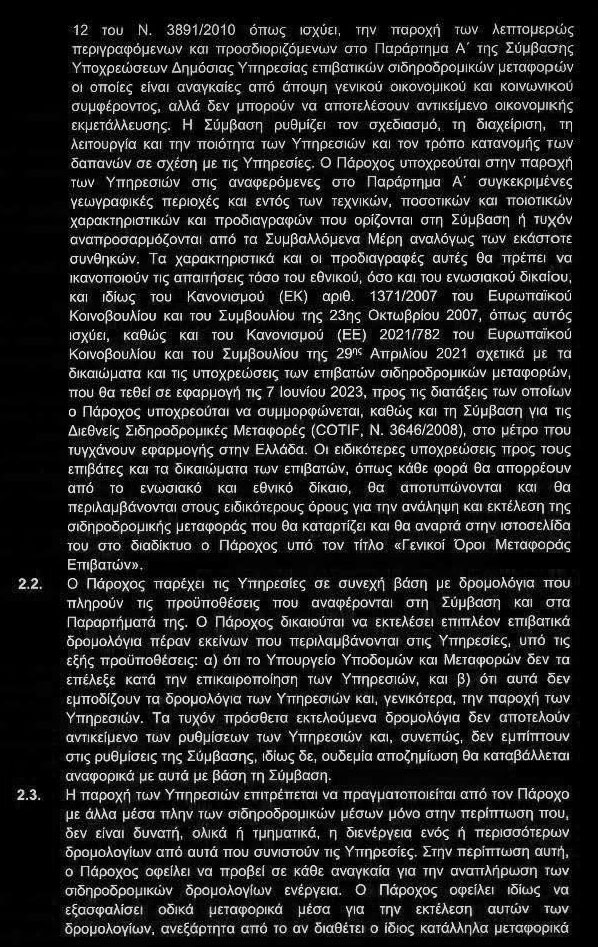 12 του Ν. 3891/2010 όπως ισχύει, την παροχή των λεπτομερώς
περιγραφόμενων και προσδιοριζόμενων στο Παράρτημα Α΄ της Σύμβασης
Υποχρεώσεων Δημόσιας Υπηρεσίας επιβατικών σιδηροδρομικών μεταφορών
οι οποίες είναι αναγκαίες από άποψη γενικού οικονομικού και κοινωνικού
συμφέροντος, αλλά δεν μπορούν να αποτελέσουν αντικείμενο οικονομικής
εκμετάλλευσης. Η Σύμβαση ρυθμίζει τον σχεδιασμό, τη διαχείριση, τη
λειτουργία και την ποιότητα των Υπηρεσιών και τον τρόπο κατανομής των
δαπανών σε σχέση με τις Υπηρεσίες. Ο Πάροχος υποχρεούται στην παροχή
των Υπηρεσιών στις αναφερόμενες στο Παράρτημα Α΄ συγκεκριμένες
γεωγραφικές περιοχές και εντός των τεχνικών, ποσοτικών και ποιοτικών
χαρακτηριστικών και προδιαγραφών που ορίζονται στη Σύμβαση ή τυχόν
αναπροσαρμόζονται από τα Συμβαλλόμενα Μέρη αναλόγως των εκάστοτε
συνθηκών. Τα χαρακτηριστικά και οι προδιαγραφές αυτές θα πρέπει να
ικανοποιούν τις απαιτήσεις τόσο του εθνικού, όσο και του ενωσιακού δικαίου,
και ιδίως του Κανονισμού (ΕΚ) αριθ. 1371/2007 του Ευρωπαϊκού
Κοινοβουλίου και του Συμβουλίου της 23ης Οκτωβρίου 2007, όπως αυτός
ισχύει, καθώς και του Κανονισμού (ΕΕ) 2021/782 του Ευρωπαϊκού
Κοινοβουλίου και του Συμβουλίου της 29ης Απριλίου 2021 σχετικά με τα
δικαιώματα και τις υποχρεώσεις των επιβατών σιδηροδρομικών μεταφορών,
που θα τεθεί σε εφαρμογή τις 7 Ιουνίου 2023, προς τις διατάξεις των οποίων
ο Πάροχος υποχρεούται να συμμορφώνεται, καθώς και τη Σύμβαση για τις
Διεθνείς Σιδηροδρομικές Μεταφορές (COTIF, Ν. 3646/2008), στο μέτρο που
τυγχάνουν εφαρμογής στην Ελλάδα. Οι ειδικότερες υποχρεώσεις προς τους
επιβάτες και τα δικαιώματα των επιβατών, όπως κάθε φορά θα απορρέουν
από το ενωσιακό και εθνικό δίκαιο, θα αποτυπώνονται και θα
περιλαμβάνονται στους ειδικότερους όρους για την ανάληψη και εκτέλεση της
σιδηροδρομικής μεταφοράς που θα καταρτίζει και θα αναρτά στην ιστοσελίδα
του στο διαδίκτυο ο Πάροχος υπό τον τίτλο «Γενικοί Όροι Μεταφοράς
Επιβατών».
2.2. Ο Πάροχος παρέχει τις Υπηρεσίες σε συνεχή βάση με δρομολόγια που
πληρούν τις προϋποθέσεις που αναφέρονται στη Σύμβαση και στα
Παραρτήματά της. Ο Πάροχος δικαιούται να εκτελέσει επιπλέον επιβατικά
δρομολόγια πέραν εκείνων που περιλαμβάνονται στις Υπηρεσίες, υπό τις
εξής προϋποθέσεις: α) ότι το Υπουργείο Υποδομών και Μεταφορών δεν τα
επέλεξε κατά την επικαιροποίηση των Υπηρεσιών, και β) ότι αυτά δεν
εμποδίζουν τα δρομολόγια των Υπηρεσιών και, γενικότερα, την παροχή των
Υπηρεσιών. Τα τυχόν πρόσθετα εκτελούμενα δρομολόγια δεν αποτελούν
αντικείμενο των ρυθμίσεων των Υπηρεσιών και, συνεπώς, δεν εμπίπτουν
στις ρυθμίσεις της Σύμβασης, ιδίως δε, ουδεμία αποζημίωση θα καταβάλλεται
αναφορικά με αυτά με βάση τη Σύμβαση.
2.3. Η παροχή των Υπηρεσιών επιτρέπεται να πραγματοποιείται από τον Πάροχο
με άλλα μέσα πλην των σιδηροδρομικών μέσων μόνο στην περίπτωση που,
δεν είναι δυνατή, ολικά ή τμηματικά, η διενέργεια ενός ή περισσότερων
δρομολογίων από αυτά που συνιστούν τις Υπηρεσίες. Στην περίπτωση αυτή,
ο Πάροχος οφείλει να προβεί σε κάθε αναγκαία για την αναπλήρωση των
σιδηροδρομικών δρομολογίων ενέργεια. Ο Πάροχος οφείλει ιδίως να
εξασφαλίσει οδικά μεταφορικά μέσα για την εκτέλεση αυτών των
δρομολογίων, ανεξάρτητα από το αν διαθέτει ο ίδιος κατάλληλα μεταφορικά